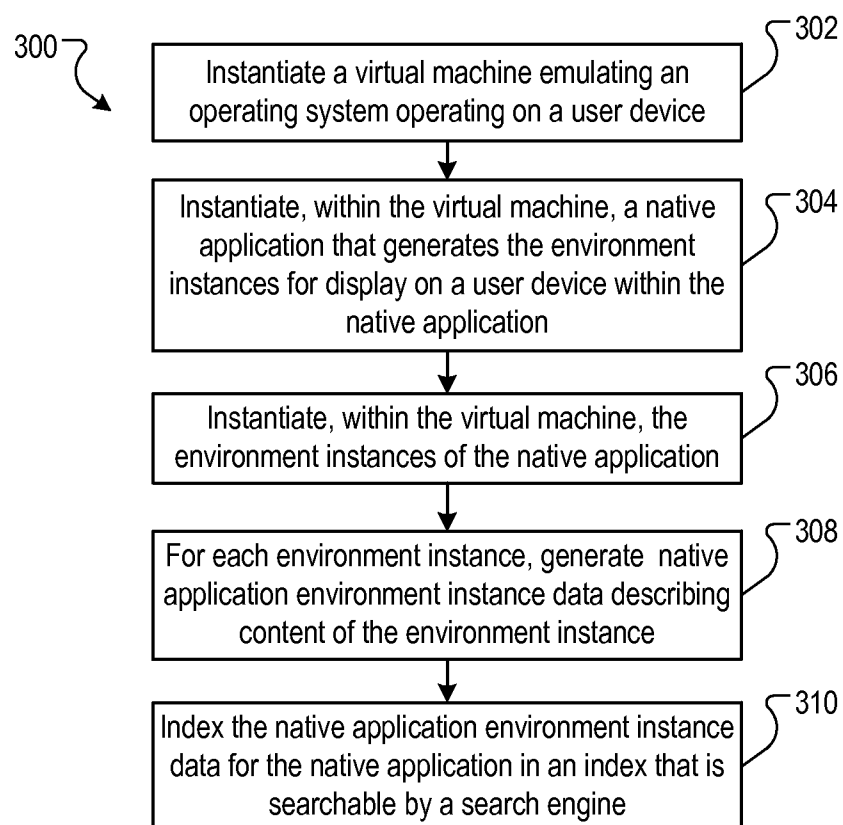 300
302
Instantiate a virtual machine emulating an
operating system operating on a user device
304
Instantiate, within the virtual machine, a native
application that generates the environment
instances for display on a user device within the
native application
306
Instantiate, within the virtual machine, the
environment instances of the native application
308
For each environment instance, generate native
application environment instance data describing
content of the environment instance
310
Index the native application environment instance
data for the native application in an index that is
searchable by a search engine